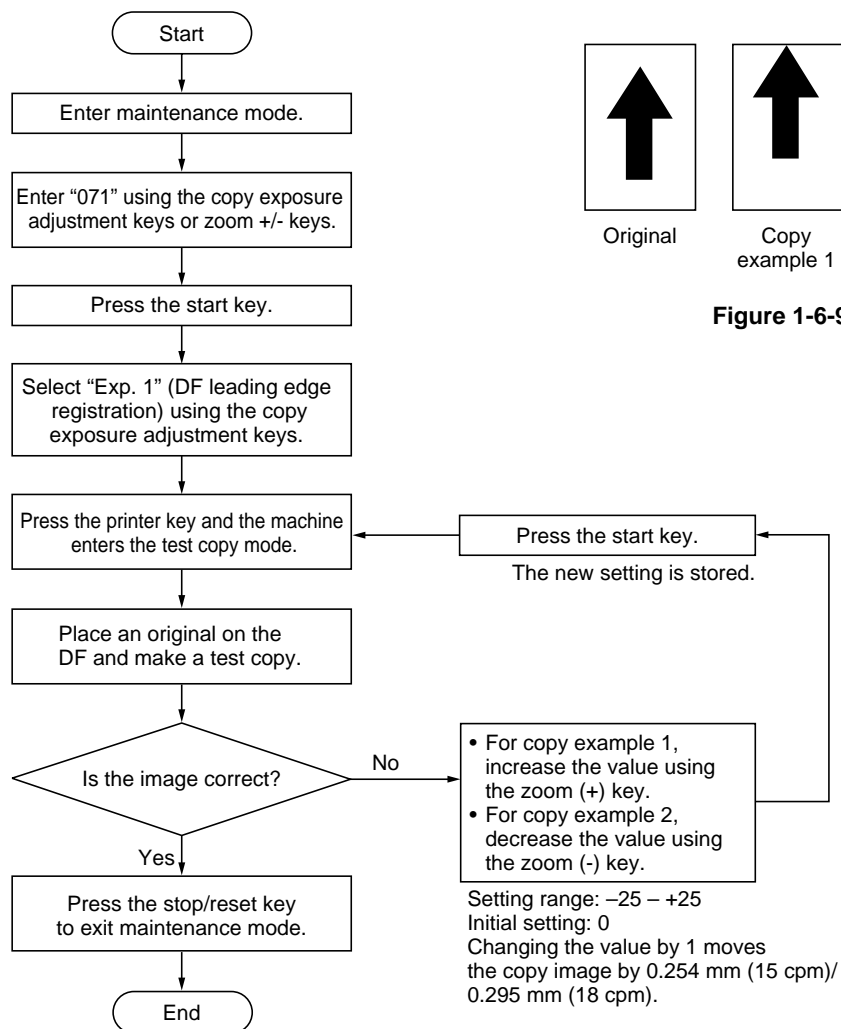 Start
Enter maintenance mode.
Enter “071” using the copy exposure
adjustment keys or zoom +/- keys.
Press the start key.
Select “Exp. 1” (DF leading edge
registration) using the copy
exposure adjustment keys.
Press the printer key and the machine
enters the test copy mode.
Place an original on the
DF and make a test copy.
Is the image correct?
No
Yes
Press the stop/reset key
to exit maintenance mode.
End
• For copy example 1,
increase the value using
the zoom (+) key.
• For copy example 2,
decrease the value using
the zoom (-) key.
Setting range: –25 – +25
Initial setting: 0
Changing the value by 1 moves
the copy image by 0.254 mm (15 cpm)/
0.295 mm (18 cpm).
Press the start key.
The new setting is stored.
Original
Copy
example 1
Figure 1-6-9